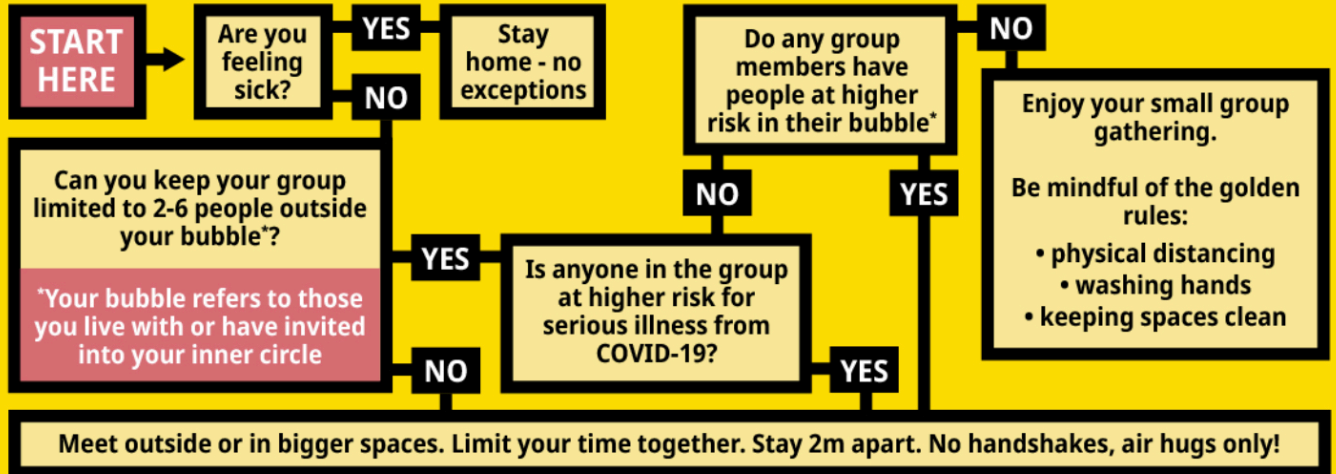 START
HERE
Are you
feeling
sick?
YES
Stay
home - no
exceptions
NO
Can you keep your group
limited to 2-6 people outside
your bubble*?
*Your bubble refers to those
you live with or have invited
into your inner circle
YES
NO
Is anyone in the group
at higher risk for
serious illness from
COVID-19?
NO
YES
Do any group
members have
people at higher
risk in their bubble*
YES
NO
Enjoy your small group
gathering.
Be mindful of the golden
rules:
• physical distancing
• washing hands
• keeping spaces clean
Meet outside or in bigger spaces. Limit your time together. Stay 2m apart. No handshakes, air hugs only!